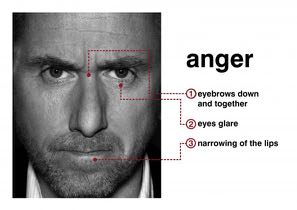 anger
1 eyebrows down
and together
2 eyes glare
3 narrowing of the lips